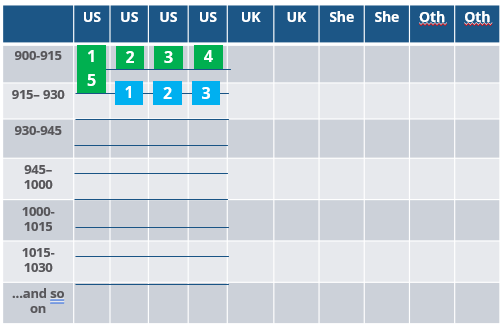 US US US US UK UK She She Oth Oth
900-915 1 2 3 4
5
915– 930 1 2 3
930-945
945–
1000
1000-
1015
1015-
1030
...and so
on